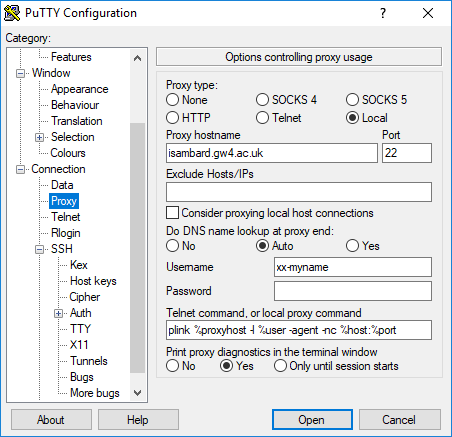 PuTTY Configuration
Category:
Features
Window
Appearance
Behaviour
Translation
Selection
Colours
Connection
Data
Proxy
Telnet
Rlogin
SSH
Kex
Host keys
Cipher
Auth
TTY
X11
Tunnels
Bugs
More bugs
Options controlling proxy usage
Proxy type:
None SOCKS 4 SOCKS 5
HTTP Telnet Local
Proxy hostname Port
isambard.gw4.ac.uk 22
Exclude Hosts/IPs
Consider proxying local host connections
Do DNS name lookup at proxy end:
No Auto Yes
Username xx-myname
Password
Telnet command, or local proxy command
plink %proxyhost -l %user -agent -nc %host:%port
Print proxy diagnostics in the terminal window
No Yes Only until session starts
About Help Open Cancel